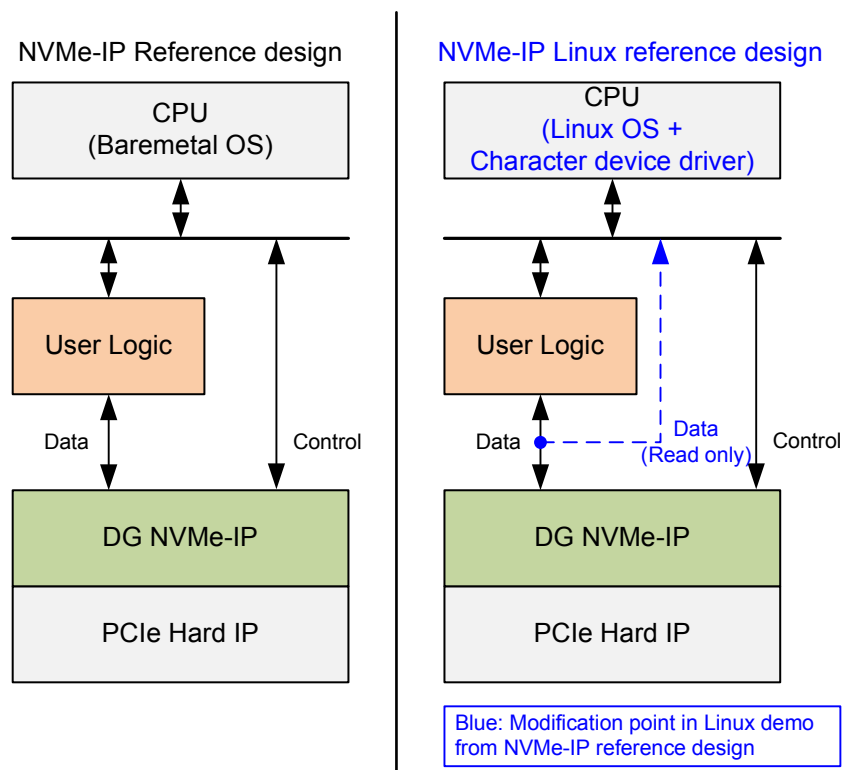 NVMe-IP Reference design
CPU
(Baremetal OS)
User Logic
Data
Control
DG NVMe-IP
PCIe Hard IP
NVMe-IP Linux reference design
CPU
(Linux OS +
Character device driver)
User Logic
Data
Data
(Read only)
Control
DG NVMe-IP
PCIe Hard IP
Blue: Modification point in Linux demo
from NVMe-IP reference design